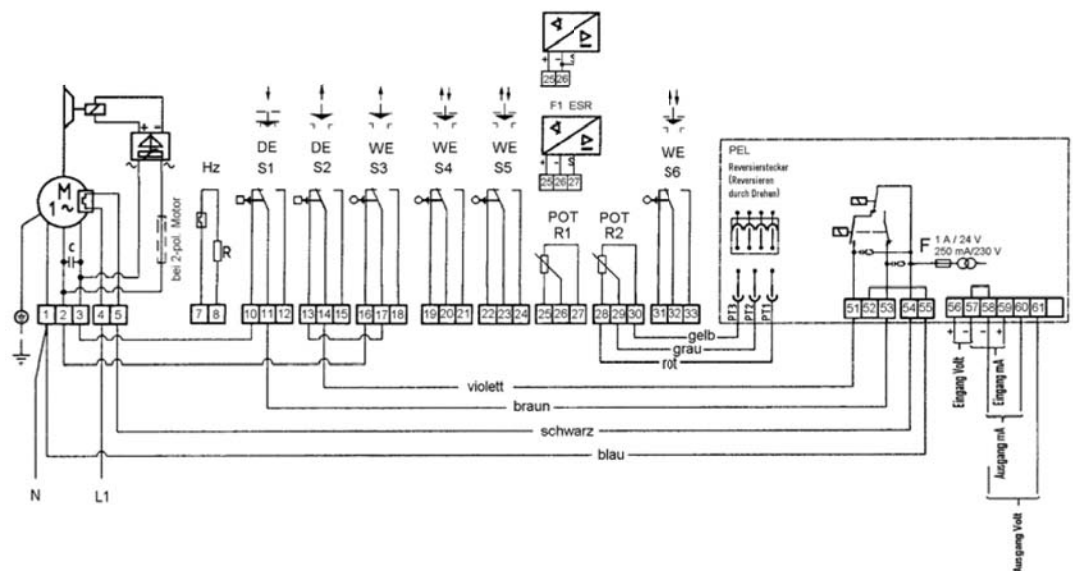 + -
25 26
F1 ESR
+ - S
25 26 27
DE DE WE WE WE WE
Hz S1 S2 S3 S4 S5 S6
M
1 ~
+ -
~ ~
C
bei 2-pol. Motor
R
POT POT
R1 R2
PEL
Reversierstecker
(Reversieren
durch Drehen)
F 1 A / 24 V
250 mA/230 V
PT3 PT2 PT1
1 2 3 4 5 7 8 10 11 12 13 14 15 16 17 18 19 20 21 22 23 24 25 26 27 28 29 30 31 32 33 51 52 53 54 55 56 57 58 59 60 61
+ - - +
gelb
grau
rot
violett
braun
schwarz
blau
N L1
Eingang Volt
Eingang mA
Ausgang mA
Ausgang Volt